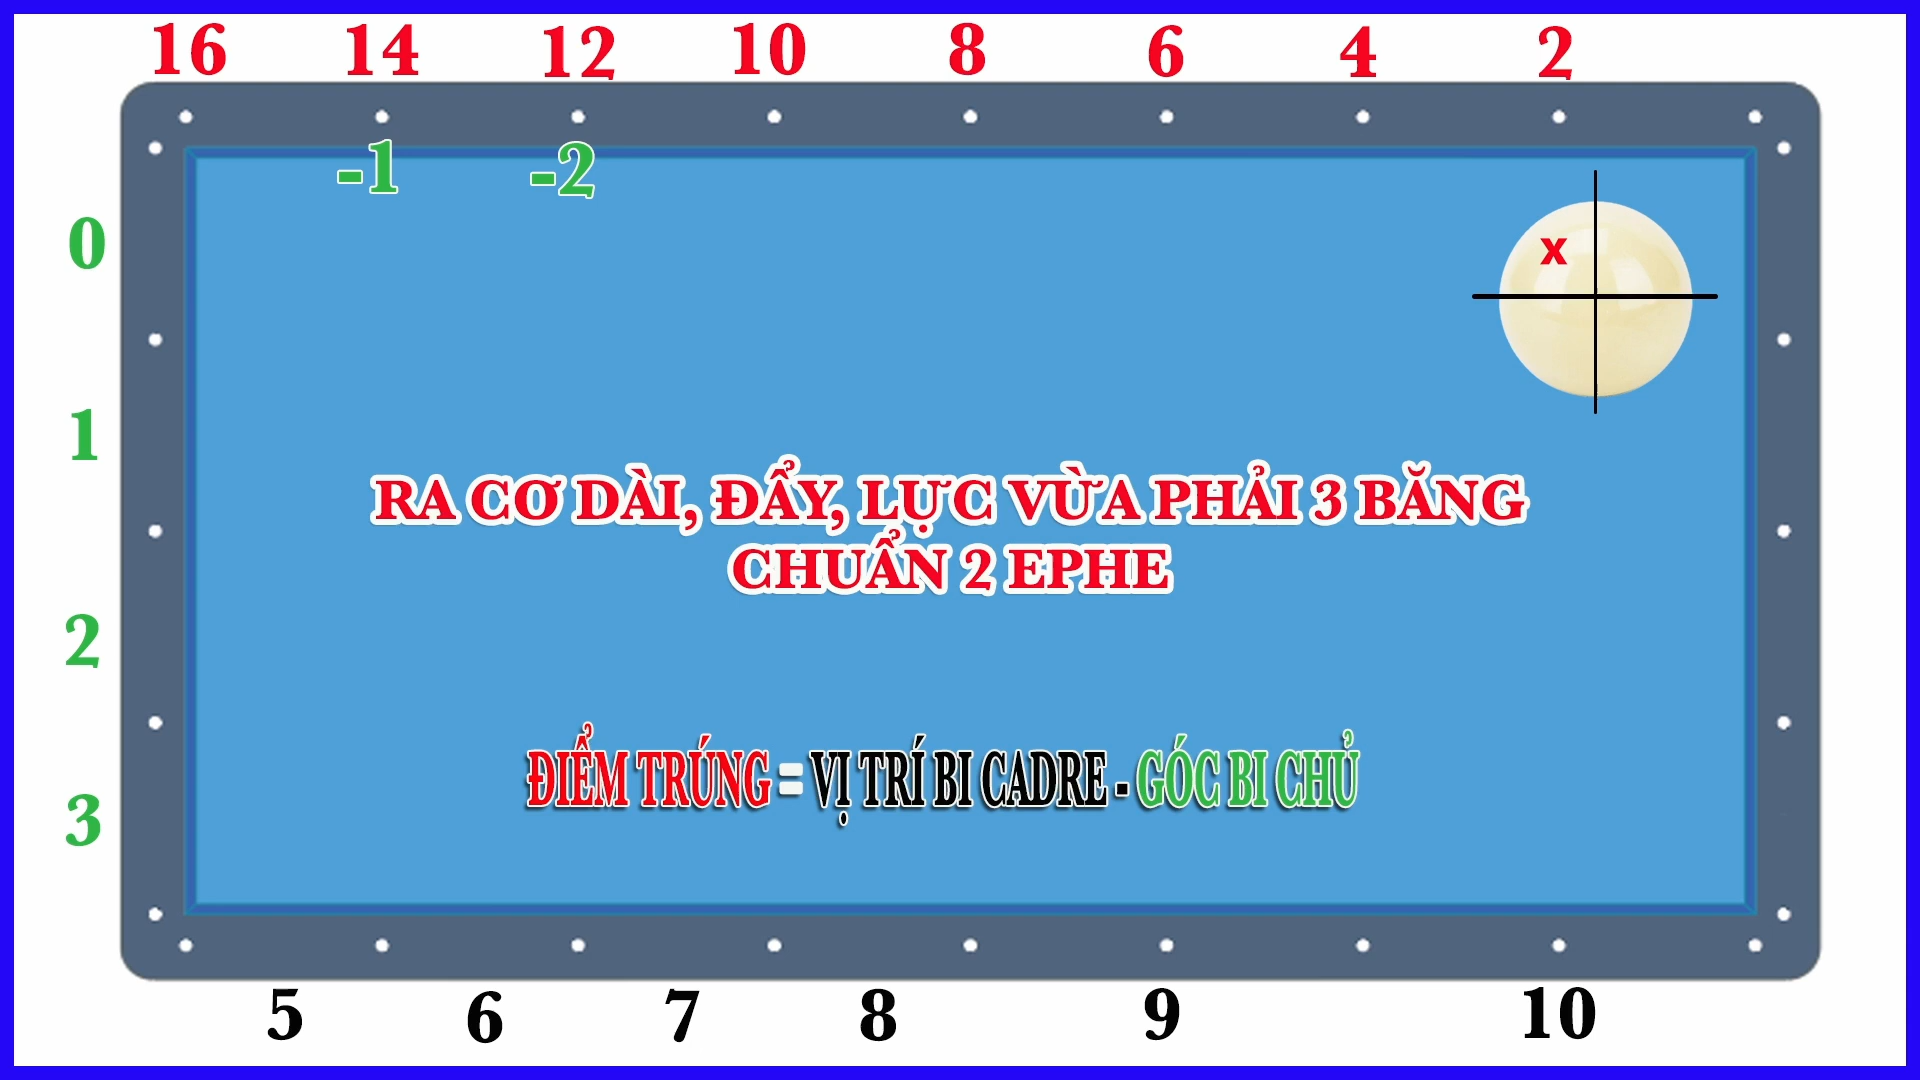 16 14 12 10 8 6 4 2
-1 -2
0
x
1
RA CƠ DÀI, ĐẨY, LỰC VỪA PHẢI 3 BĂNG
CHUẨN 2 EPHE
2
ĐIỂM TRÚNG = VỊ TRÍ BI CADRE - GÓC BI CHỦ
3
5 6 7 8 9 10